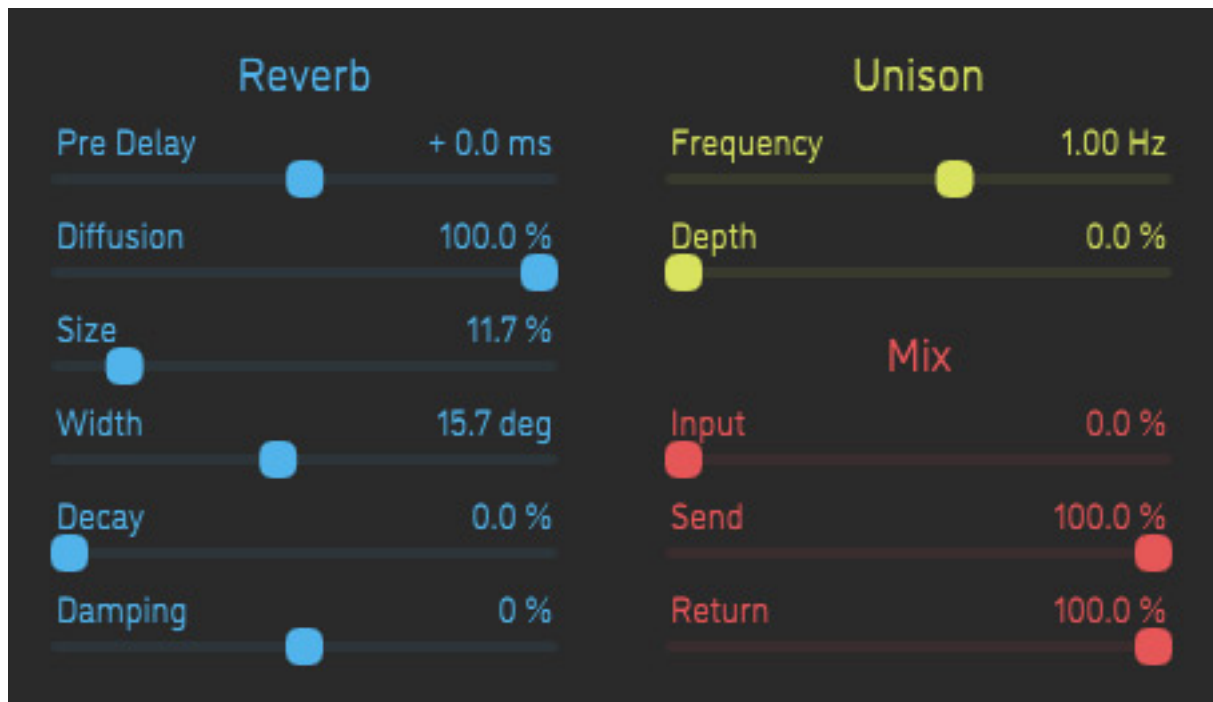 Reverb
Pre Delay + 0.0 ms
Diffusion 100.0 %
Size 11.7 %
Width 15.7 deg
Decay 0.0 %
Damping 0 %
Unison
Frequency 1.00 Hz
Depth 0.0 %
Mix
Input 0.0 %
Send 100.0 %
Return 100.0 %